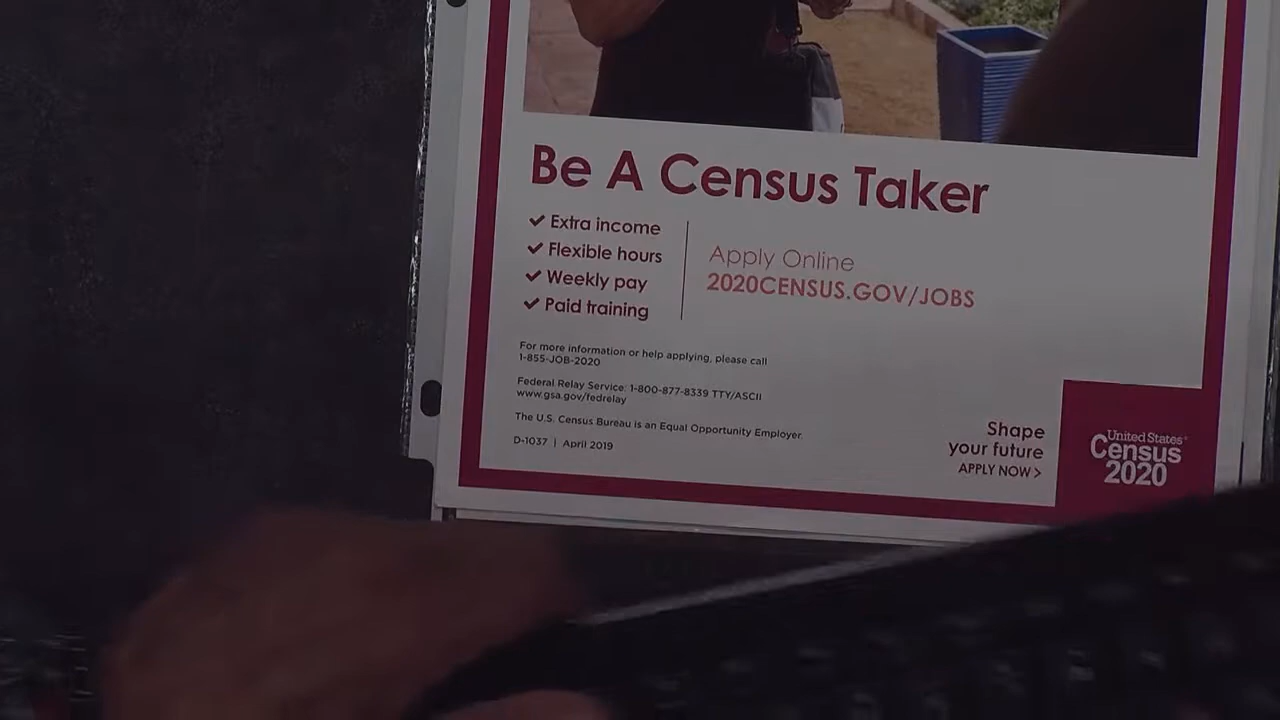 Be A Census Taker
Extra income
Flexible hours
Weekly pay
Paid training
Apply Online
2020CENSUS.GOV/JOBS
For more information or help applying, please call
1-855-JOB-2020
Federal Relay Service: 1-800-877-8339 TTY/ASCII
www.gsa.gov/fedrelay
The U.S. Census Bureau is an Equal Opportunity Employer.
D-1037 | April 2019
Shape
your future
APPLY NOW >
United States®
Census
2020